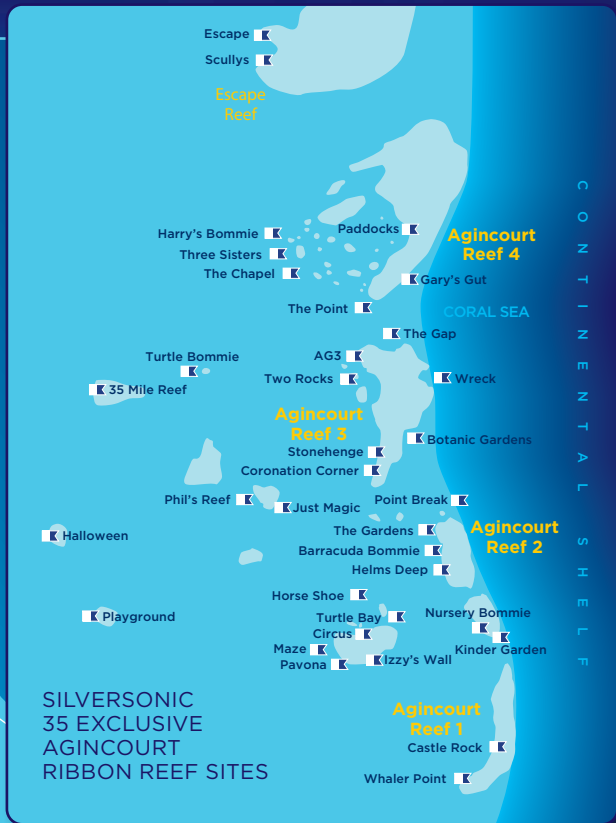 Escape
Scullys
Escape
Reef
Harry's Bommie
Paddocks
Agincourt
Reef 4
Three Sisters
The Chapel
Gary's Gut
The Point
CORAL SEA
The Gap
Turtle Bommie
AG3
Two Rocks
Wreck
35 Mile Reef
Agincourt
Reef 3
Botanic Gardens
Stonehenge
Coronation Corner
Phil's Reef
Just Magic
Point Break
Halloween
The Gardens
Agincourt
Reef 2
Barracuda Bommie
Helms Deep
Horse Shoe
Nursery Bommie
Playground
Turtle Bay
Circus
Kinder Garden
Maze
Izzy's Wall
Pavona
CONTINENTAL SHELF
SILVERSONIC
35 EXCLUSIVE
AGINCOURT
RIBBON REEF SITES
Agincourt
Reef 1
Castle Rock
Whaler Point